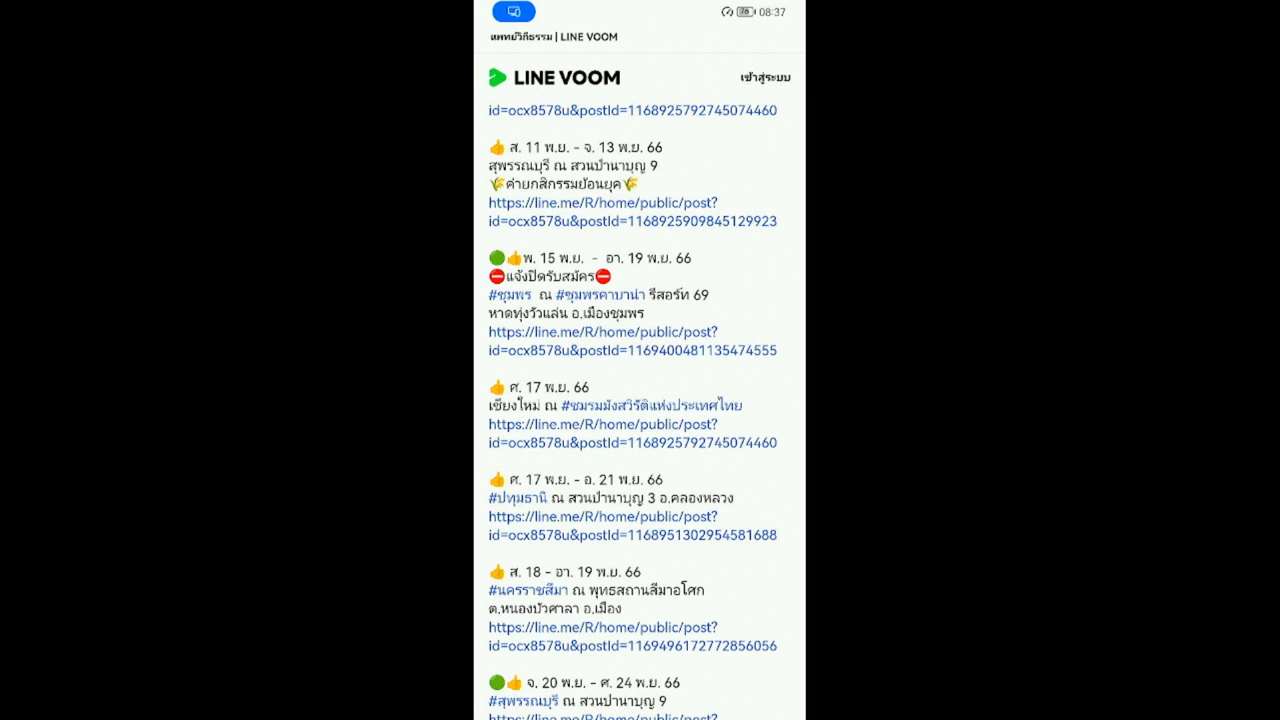 26 08:37
แพทย์วิถีธรรม | LINE VOOM
LINE VOOM เข้าสู่ระบบ
id=ocx8578u&postId=1168925792745074460
👍 ส. 11 พ.ย. - จ. 13 พ.ย. 66
สุพรรณบุรี ณ สวนป่านาบุญ 9
🌾ค่ายกสิกรรมย้อนยุค🌾
https://line.me/R/home/public/post?
id=ocx8578u&postId=1168925909845129923
🟢👍พ. 15 พ.ย. - อา. 19 พ.ย. 66
⛔แจ้งปิดรับสมัคร⛔
#ชุมพร ณ #ชุมพรคาบาน่า รีสอร์ท 69
หาดทุ่งวัวแล่น อ.เมืองชุมพร
https://line.me/R/home/public/post?
id=ocx8578u&postId=1169400481135474555
👍 ศ. 17 พ.ย. 66
เชียงใหม่ ณ #ชมรมมังสวิรัติแห่งประเทศไทย
https://line.me/R/home/public/post?
id=ocx8578u&postId=1168925792745074460
👍 ศ. 17 พ.ย. - อ. 21 พ.ย. 66
#ปทุมธานี ณ สวนป่านาบุญ 3 อ.คลองหลวง
https://line.me/R/home/public/post?
id=ocx8578u&postId=1168951302954581688
👍 ส. 18 - อา. 19 พ.ย. 66
#นครราชสีมา ณ พุทธสถานสีมาอโศก
ต.หนองบัวศาลา อ.เมือง
https://line.me/R/home/public/post?
id=ocx8578u&postId=1169496172772856056
🟢👍 จ. 20 พ.ย. - ศ. 24 พ.ย. 66
#สุพรรณบุรี ณ สวนป่านาบุญ 9
https://line.me/R/home/public/post?